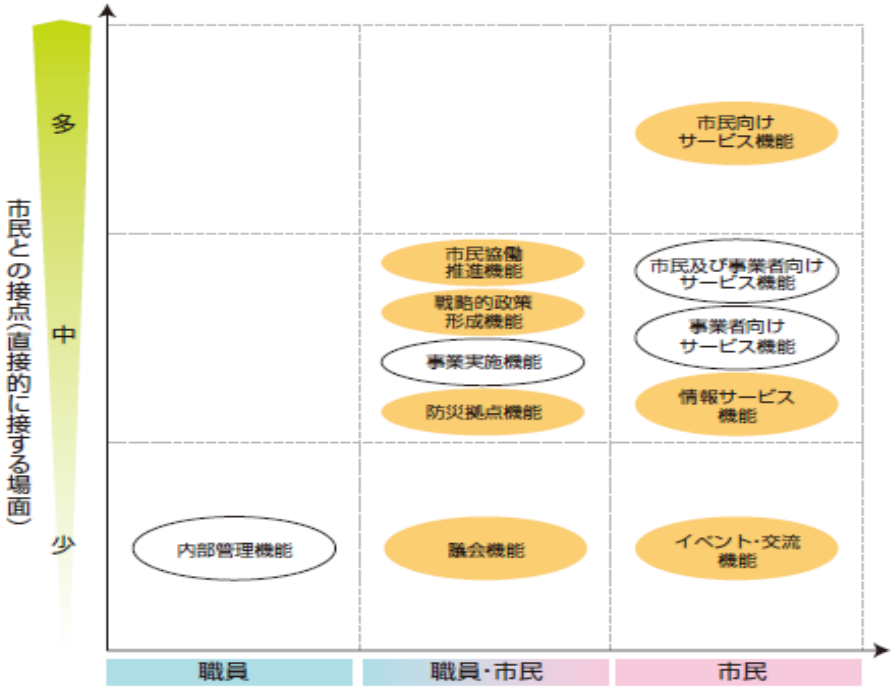 市民との接点(直接的に接する場面)
多
中
少
市民向け
サービス機能
市民協働
推進機能
戦略的政策
形成機能
事業実施機能
防災拠点機能
市民及び事業者向け
サービス機能
事業者向け
サービス機能
情報サービス
機能
内部管理機能
議会機能
イベント・交流
機能
職員
職員・市民
市民